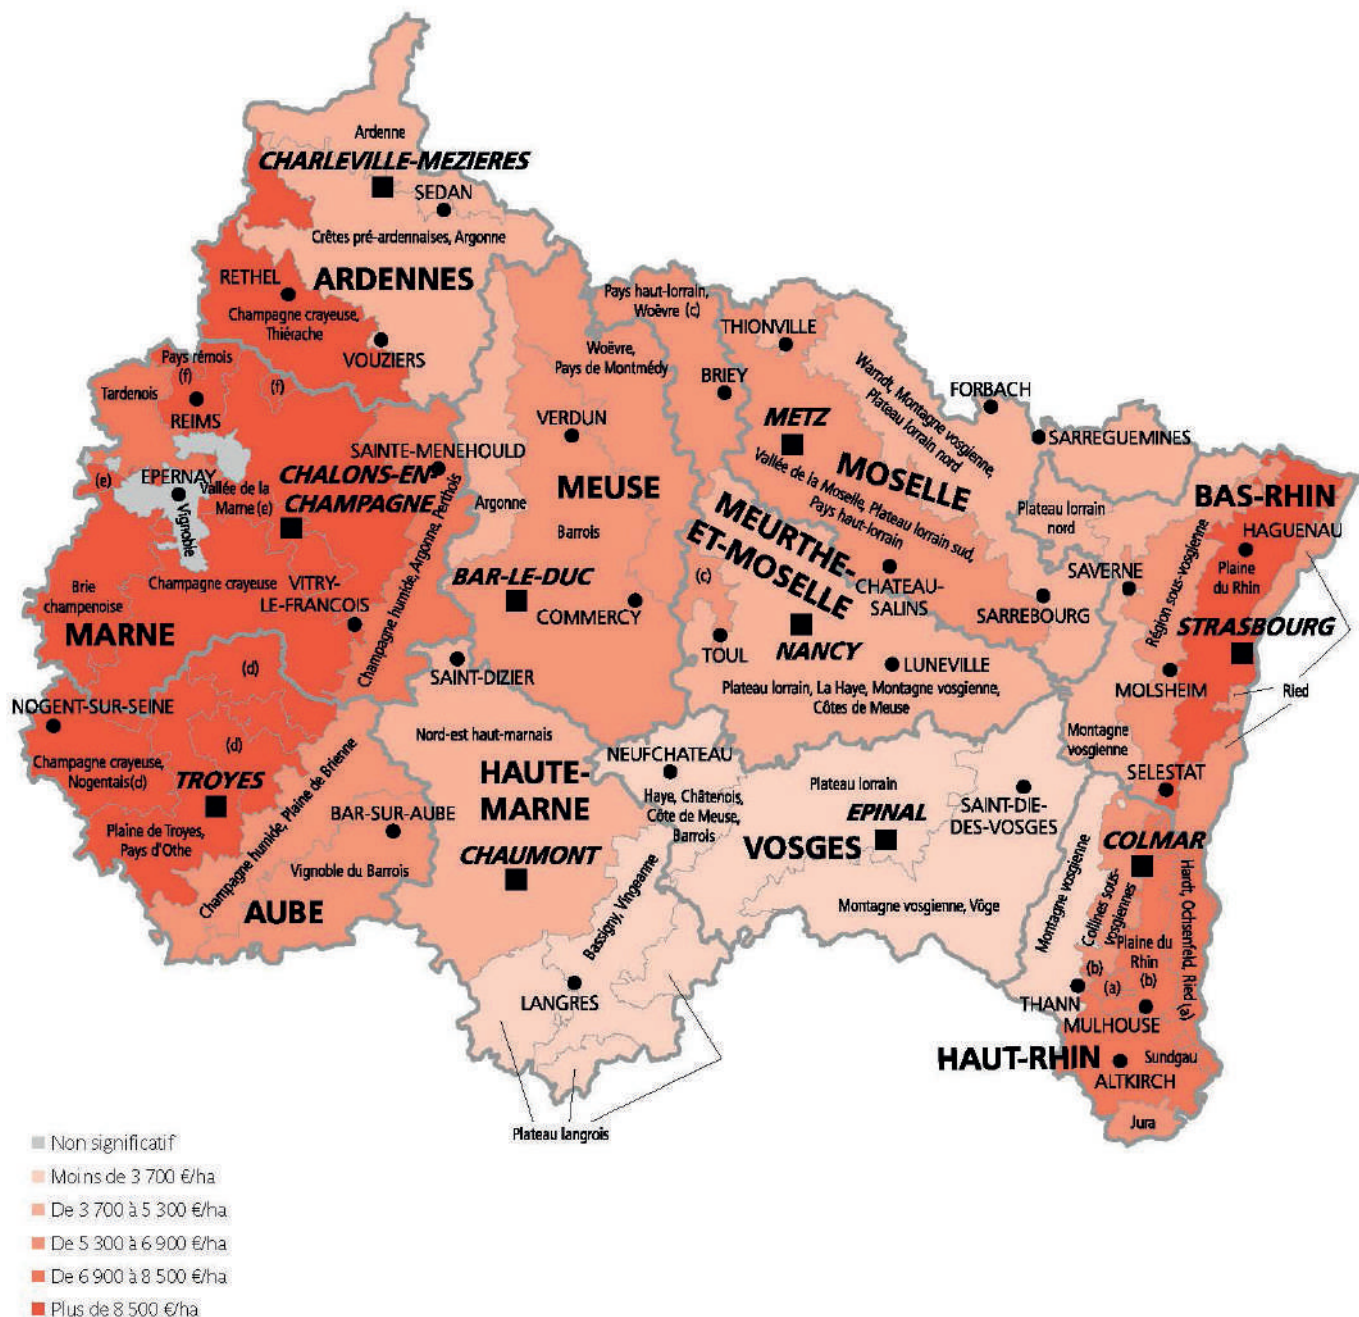 Ardenne
CHARLEVILLE-MEZIERES
SEDAN
Crêtes pré-ardennaises, Argonne
ARDENNES
RETHEL
Champagne crayeuse,
Thiérache
VOUZIERS
Pays rémois
(f)
(f)
Tardenois
REIMS
SAINTE-MENEHOULD
(e)
EPERNAY
Vallée de la
Marne (e)
CHALONS-EN-
CHAMPAGNE
Vignoble
Champagne humide, Argonne, Perthois
Champagne crayeuse
Brie
champenoise
VITRY-
LE-FRANCOIS
MARNE
Pays haut-lorrain,
Woëvre (c)
Woëvre,
Pays de Montmédy
BRIEY
VERDUN
MEUSE
Argonne
Barrois
BAR-LE-DUC
COMMERCY
SAINT-DIZIER
THIONVILLE
Warndt, Montagne vosgienne,
Plateau lorrain nord
FORBACH
SARREGUEMINES
METZ
MOSELLE
Vallée de la Moselle, Plateau lorrain sud,
Pays haut-lorrain
MEURTHE-
ET-MOSELLE
(c)
CHATEAU-
SALINS
SARREBOURG
TOUL
NANCY
LUNEVILLE
Plateau lorrain, La Haye, Montagne vosgienne,
Côtes de Meuse
Plateau lorrain
nord
SAVERNE
BAS-RHIN
HAGUENAU
Plaine
du Rhin
Région sous-vosgienne
STRASBOURG
MOLSHEIM
Ried
Montagne
vosgienne
SELESTAT
(d)
NOGENT-SUR-SEINE
(d)
Champagne crayeuse,
Nogentais(d)
TROYES
Plaine de Troyes,
Pays d'Othe
Champagne humide, Plaine de Brienne
BAR-SUR-AUBE
Vignoble du Barrois
AUBE
Nord-est haut-marnais
HAUTE-
MARNE
CHAUMONT
Bassigny, Vingeanne
LANGRES
Plateau langrois
NEUFCHATEAU
Haye, Châtenois,
Côte de Meuse,
Barrois
Plateau lorrain
EPINAL
SAINT-DIE-
DES-VOSGES
VOSGES
Montagne vosgienne, Vôge
Montagne vosgienne
COLMAR
Collines sous-
vosgiennes
Hardt, Ochsenfeld, Ried (a)
Plaine du
Rhin
(b)
(b)
(a)
THANN
MULHOUSE
HAUT-RHIN
Sundgau
ALTKIRCH
Jura
Non significatif
Moins de 3 700 €/ha
De 3 700 à 5 300 €/ha
De 5 300 à 6 900 €/ha
De 6 900 à 8 500 €/ha
Plus de 8 500 €/ha